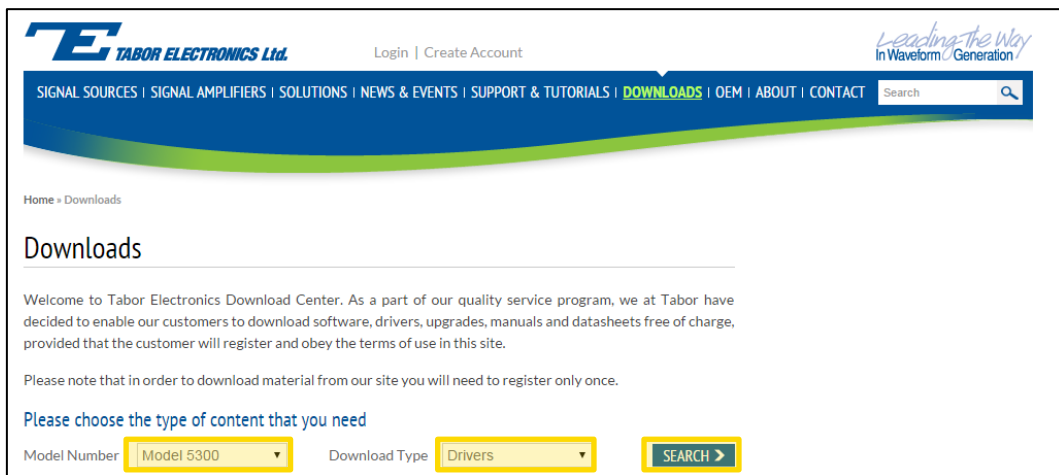 TE TABOR ELECTRONICS Ltd.
Login | Create Account
Leading The Way
In Waveform Generation
SIGNAL SOURCES | SIGNAL AMPLIFIERS | SOLUTIONS | NEWS & EVENTS | SUPPORT & TUTORIALS | DOWNLOADS | OEM | ABOUT | CONTACT
Search
Home » Downloads
Downloads
Welcome to Tabor Electronics Download Center. As a part of our quality service program, we at Tabor have
decided to enable our customers to download software, drivers, upgrades, manuals and datasheets free of charge,
provided that the customer will register and obey the terms of use in this site.
Please note that in order to download material from our site you will need to register only once.
Please choose the type of content that you need
Model Number Model 5300 Download Type Drivers SEARCH >